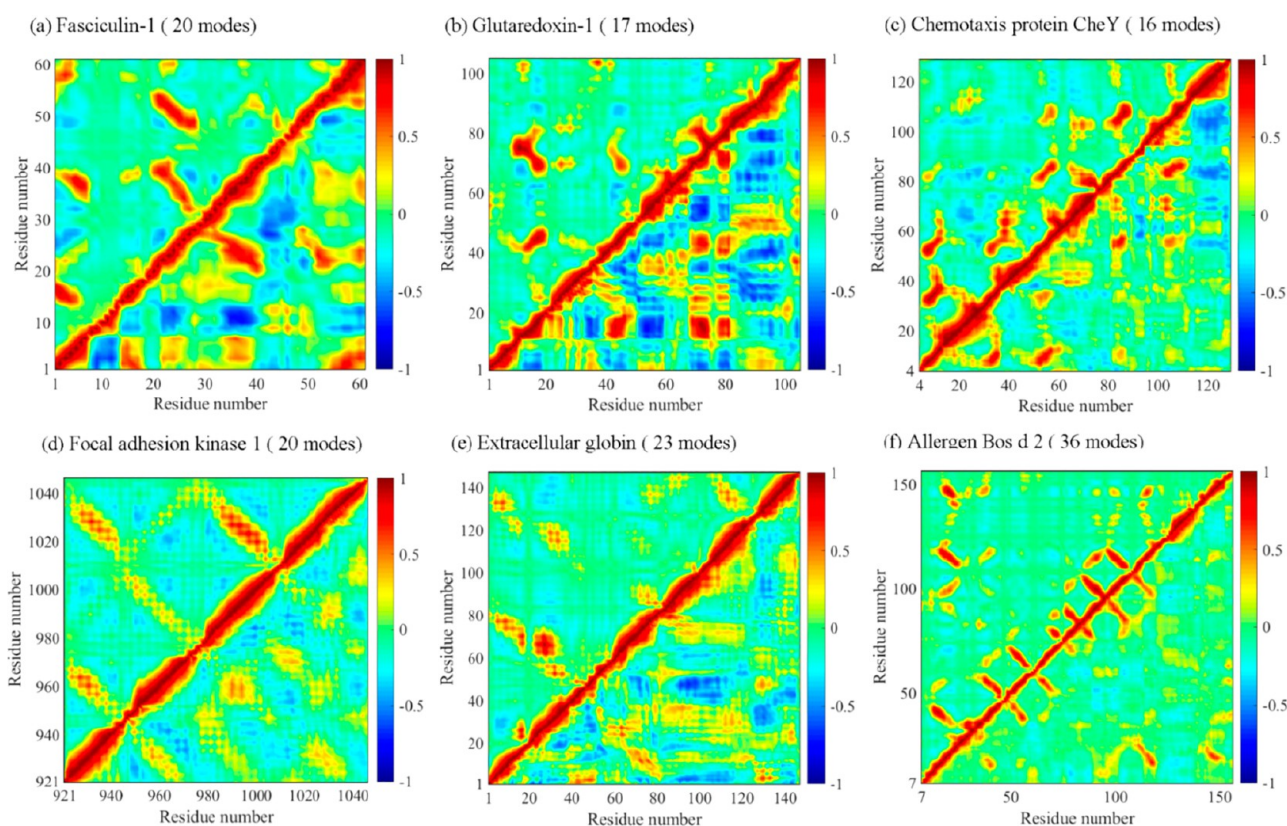 (a) Fasciculin-1 ( 20 modes)
60
50
40
30
20
10
1
1 10 20 30 40 50 60
Residue number
Residue number
1
0.5
0
-0.5
-1
(b) Glutaredoxin-1 ( 17 modes)
100
80
60
40
20
1
1 20 40 60 80 100
Residue number
Residue number
1
0.5
0
-0.5
-1
(c) Chemotaxis protein CheY ( 16 modes)
120
100
80
60
40
20
4
4 20 40 60 80 100 120
Residue number
Residue number
1
0.5
0
-0.5
-1
(d) Focal adhesion kinase 1 ( 20 modes)
1040
1020
1000
980
960
940
921
921 940 960 980 1000 1020 1040
Residue number
Residue number
1
0.5
0
-0.5
-1
(e) Extracellular globin ( 23 modes)
140
120
100
80
60
40
20
1
1 20 40 60 80 100 120 140
Residue number
Residue number
1
0.5
0
-0.5
-1
(f) Allergen Bos d 2 ( 36 modes)
150
100
50
7
7 50 100 150
Residue number
Residue number
1
0.5
0
-0.5
-1